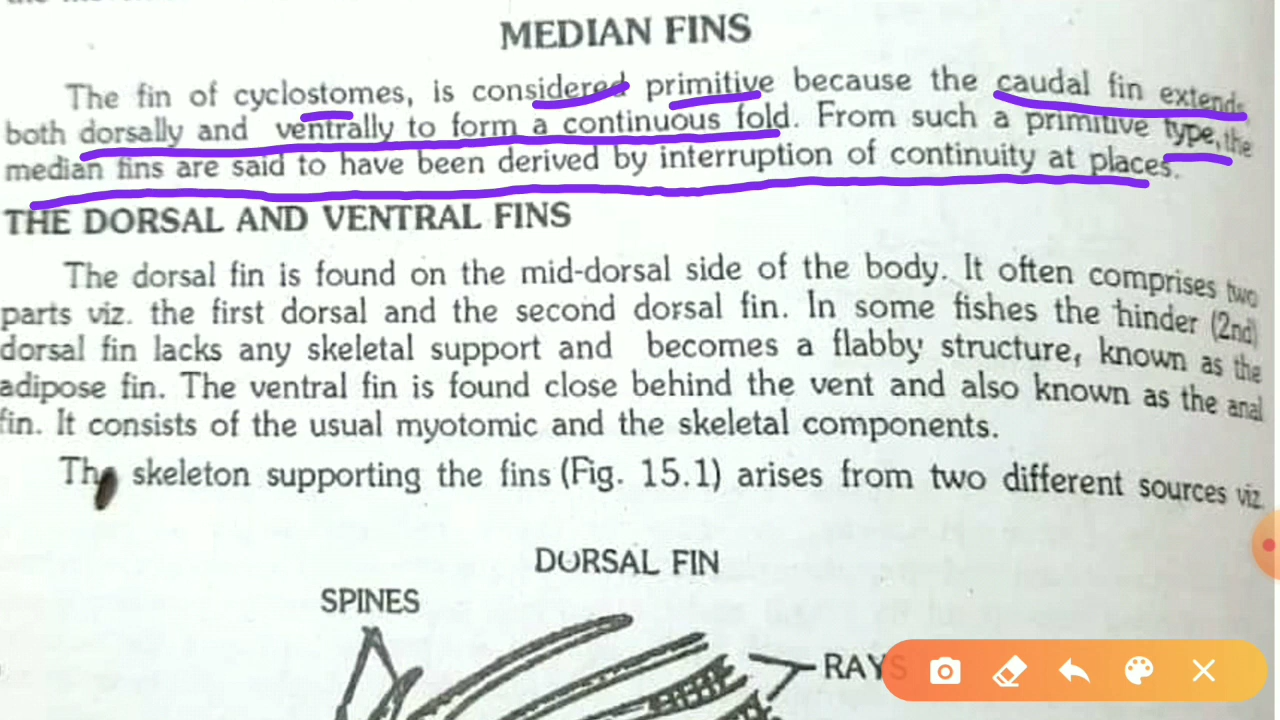 MEDIAN FINS
The fin of cyclostomes, is considered primitive because the caudal fin extends
both dorsally and ventrally to form a continuous fold. From such a primitive type, the
median fins are said to have been derived by interruption of continuity at places.
THE DORSAL AND VENTRAL FINS
The dorsal fin is found on the mid-dorsal side of the body. It often comprises two
parts viz. the first dorsal and the second dorsal fin. In some fishes the hinder (2nd)
dorsal fin lacks any skeletal support and becomes a flabby structure, known as the
adipose fin. The ventral fin is found close behind the vent and also known as the anal
fin. It consists of the usual myotomic and the skeletal components.
The skeleton supporting the fins (Fig. 15.1) arises from two different sources viz.
DORSAL FIN
SPINES
RAYS